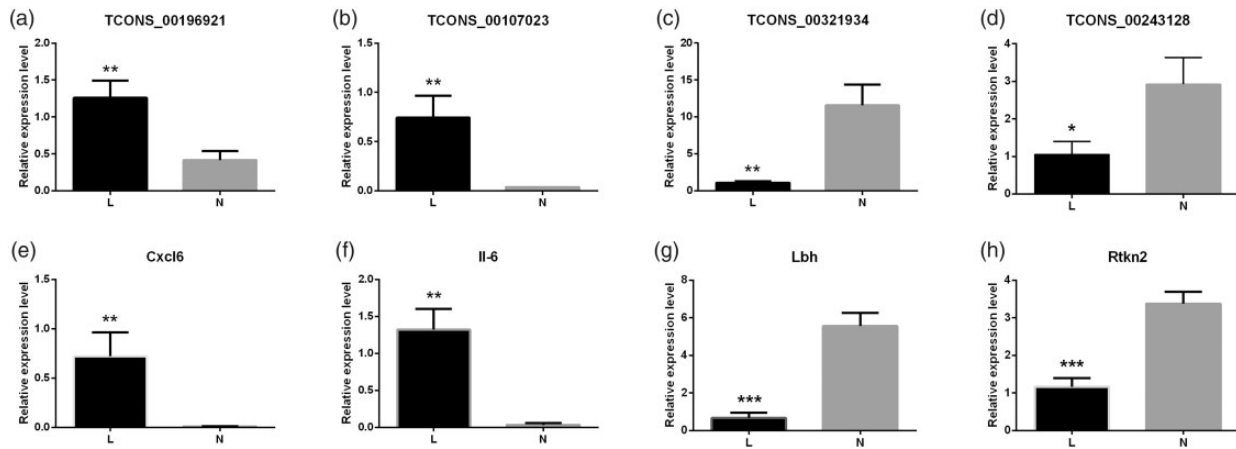 (a) TCONS_00196921
Relative expression level
2.0
1.5
1.0
0.5
0.0
**
L N
(b) TCONS_00107023
Relative expression level
1.5
1.0
0.5
0.0
**
L N
(c) TCONS_00321934
Relative expression level
20
15
10
5
0
**
L N
(d) TCONS_00243128
Relative expression level
4
3
2
1
0
*
L N
(e) Cxcl6
Relative expression level
1.5
1.0
0.5
0.0
**
L N
(f) Il-6
Relative expression level
2.0
1.5
1.0
0.5
0.0
**
L N
(g) Lbh
Relative expression level
8
6
4
2
0
***
L N
(h) Rtkn2
Relative expression level
4
3
2
1
0
***
L N